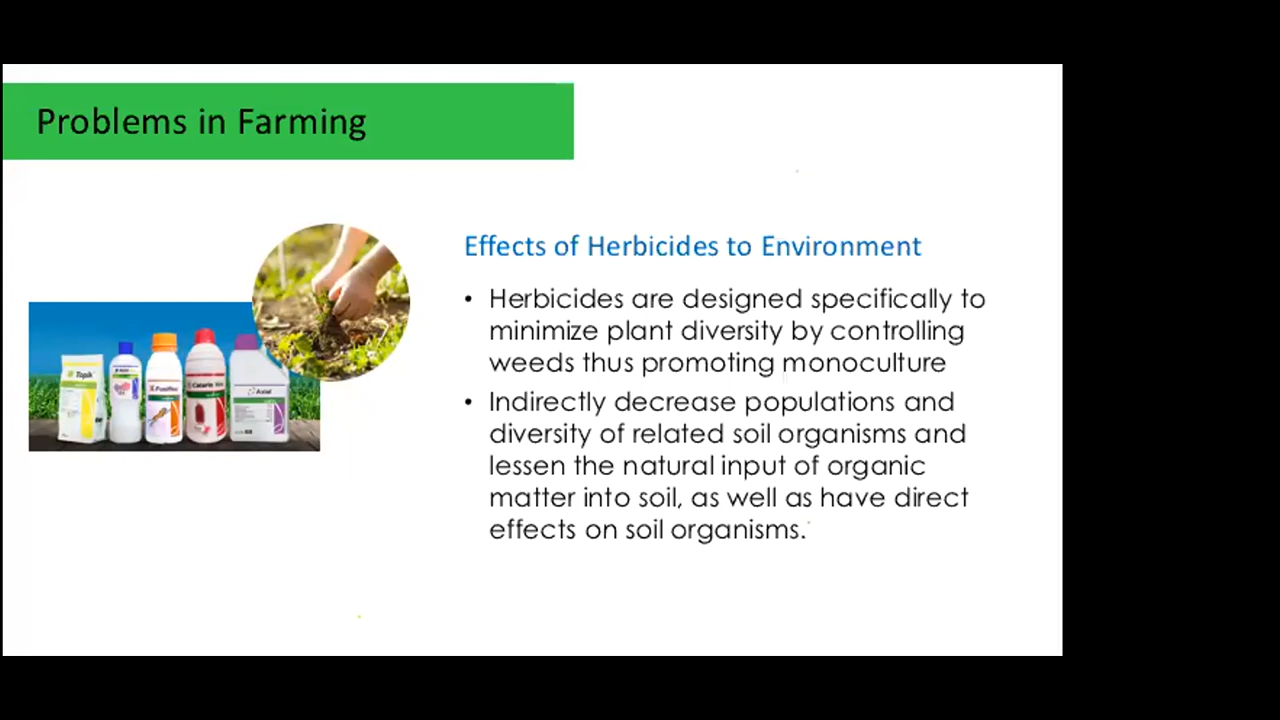 Problems in Farming
Effects of Herbicides to Environment
• Herbicides are designed specifically to
minimize plant diversity by controlling
weeds thus promoting monoculture
• Indirectly decrease populations and
diversity of related soil organisms and
lessen the natural input of organic
matter into soil, as well as have direct
effects on soil organisms.
Topik
Axial